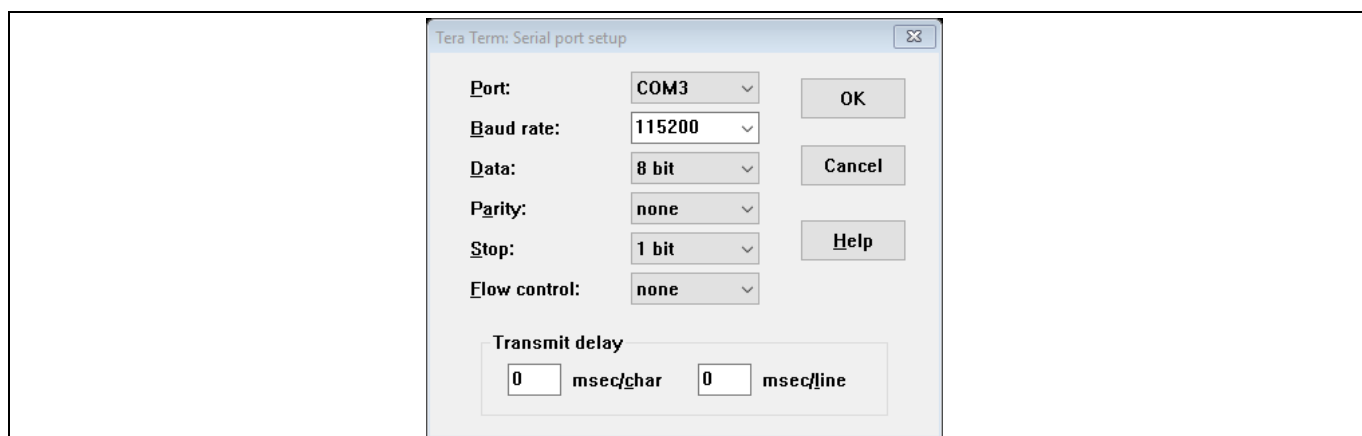 Tera Term: Serial port setup
Port: COM3 OK
Baud rate: 115200
Data: 8 bit Cancel
Parity: none
Stop: 1 bit Help
Flow control: none
Transmit delay
0 msec/char 0 msec/line